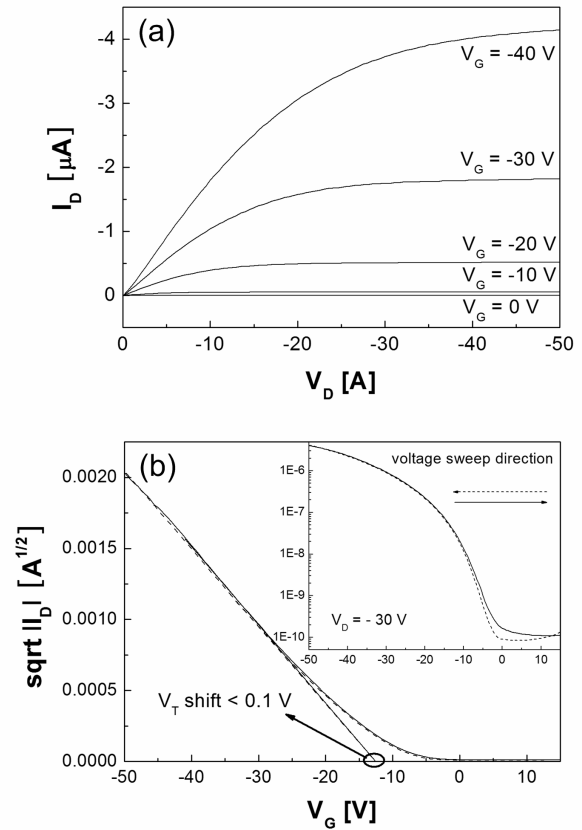 (a)
-4
-3
-2
-1
0
I_D [μA]
V_G = -40 V
V_G = -30 V
V_G = -20 V
V_G = -10 V
V_G = 0 V
0 -10 -20 -30 -40 -50
V_D [A]
(b)
0.0020
0.0015
0.0010
0.0005
0.0000
sqrt |I_D| [A^1/2]
voltage sweep direction
1E-6
1E-7
1E-8
1E-9
1E-10
V_D = - 30 V
-50 -40 -30 -20 -10 0 10
V_T shift < 0.1 V
-50 -40 -30 -20 -10 0 10
V_G [V]